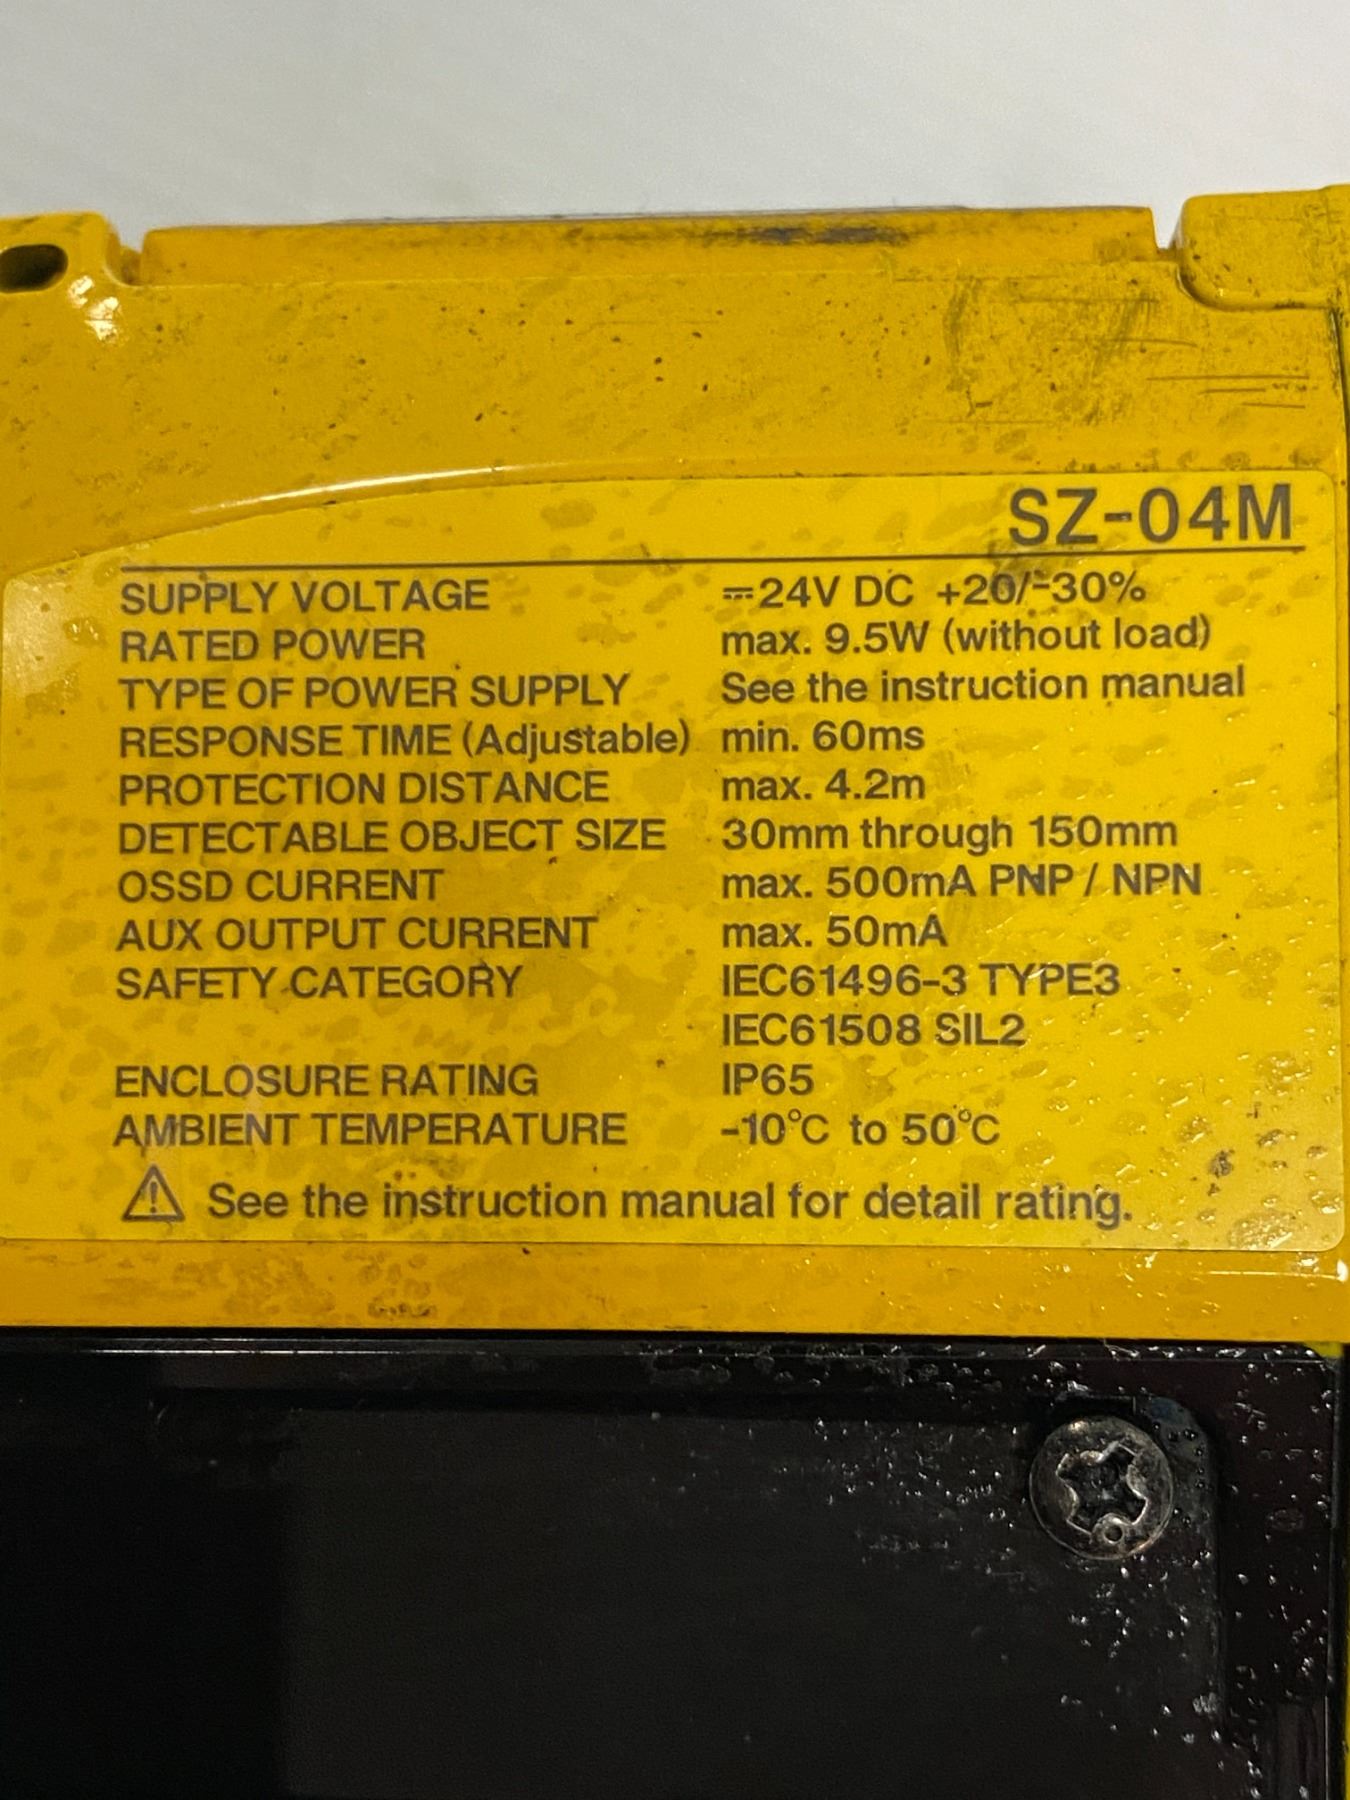 SZ-04M
SUPPLY VOLTAGE ⎓24V DC +20/-30%
RATED POWER max. 9.5W (without load)
TYPE OF POWER SUPPLY See the instruction manual
RESPONSE TIME (Adjustable) min. 60ms
PROTECTION DISTANCE max. 4.2m
DETECTABLE OBJECT SIZE 30mm through 150mm
OSSD CURRENT max. 500mA PNP / NPN
AUX OUTPUT CURRENT max. 50mA
SAFETY CATEGORY IEC61496-3 TYPE3
IEC61508 SIL2
ENCLOSURE RATING IP65
AMBIENT TEMPERATURE -10°C to 50°C
⚠ See the instruction manual for detail rating.